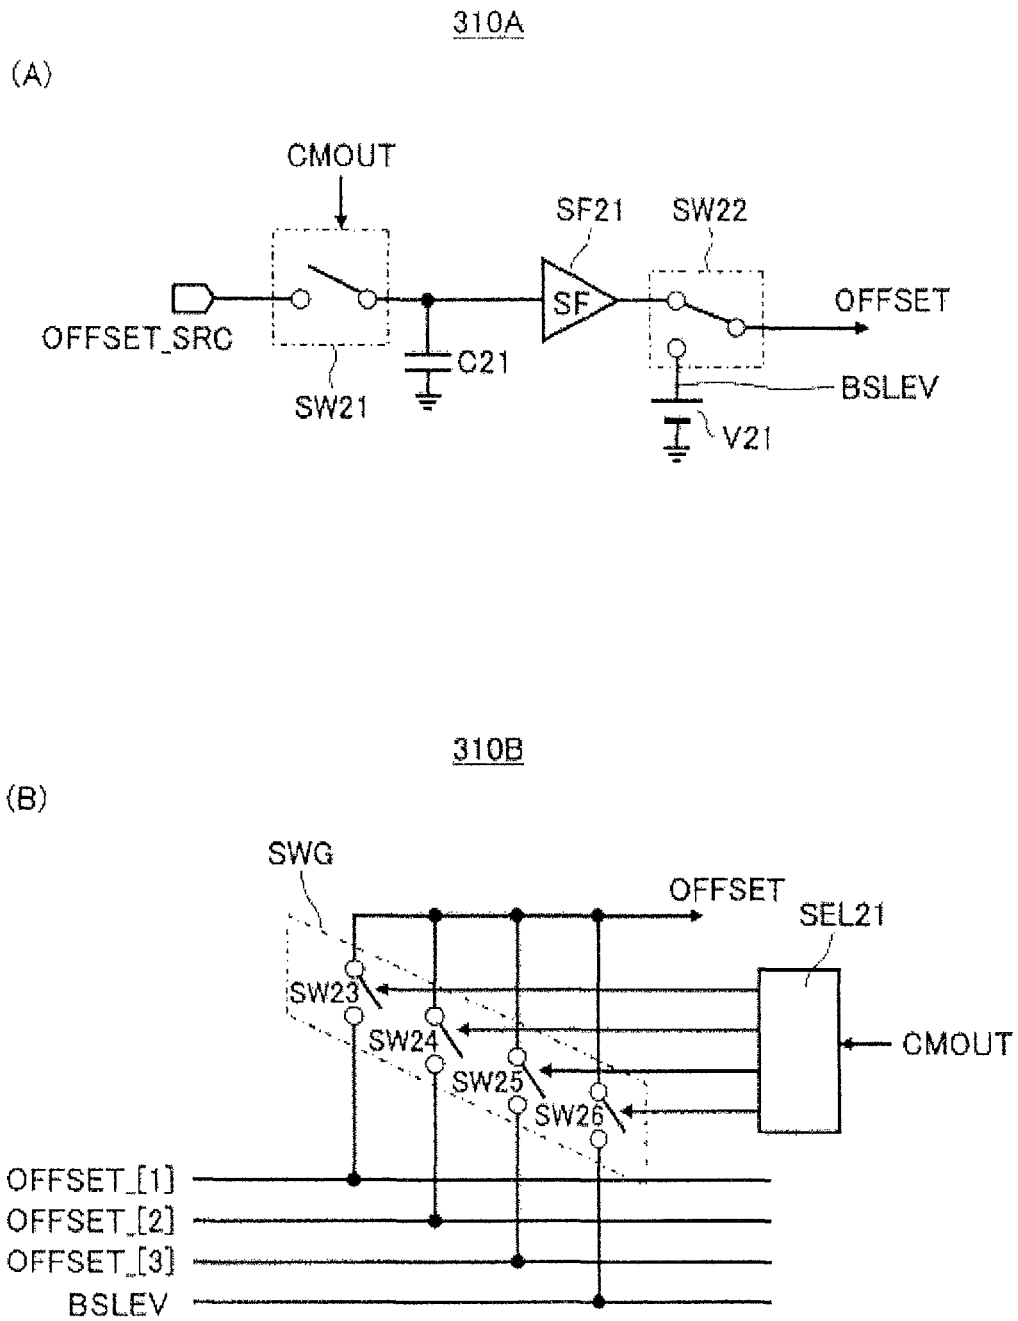 310A
(A)
CMOUT
SF21
SW22
SF
OFFSET
OFFSET_SRC
C21
SW21
BSLEV
V21
310B
(B)
SWG
OFFSET
SEL21
SW23
SW24
CMOUT
SW25
SW26
OFFSET_[1]
OFFSET_[2]
OFFSET_[3]
BSLEV